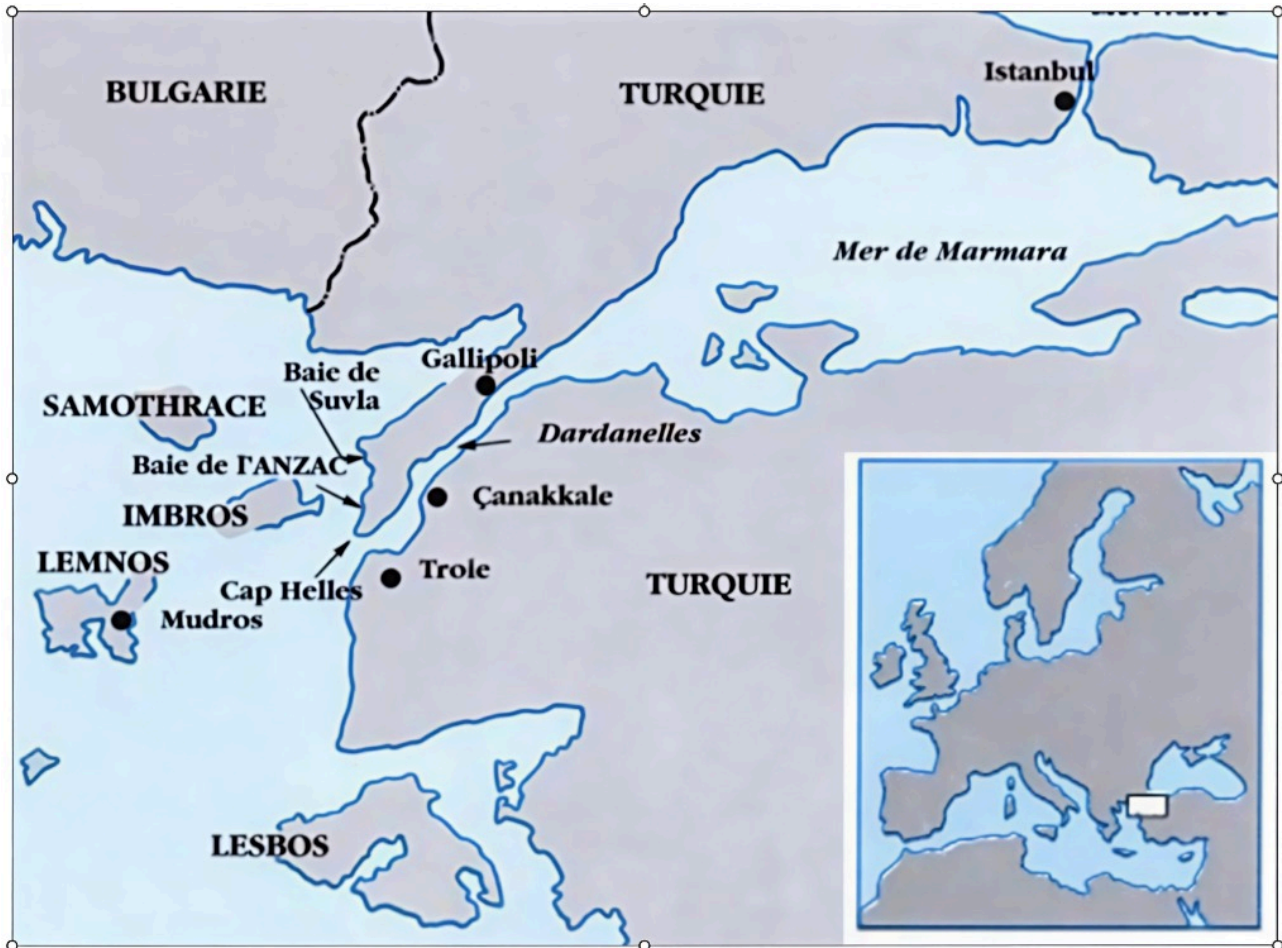 Istanbul
BULGARIE
TURQUIE
Mer de Marmara
Gallipoli
Baie de
Suvla
SAMOTHRACE
Dardanelles
Baie de l'ANZAC
Çanakkale
IMBROS
LEMNOS
Troie
Cap Helles
TURQUIE
Mudros
LESBOS